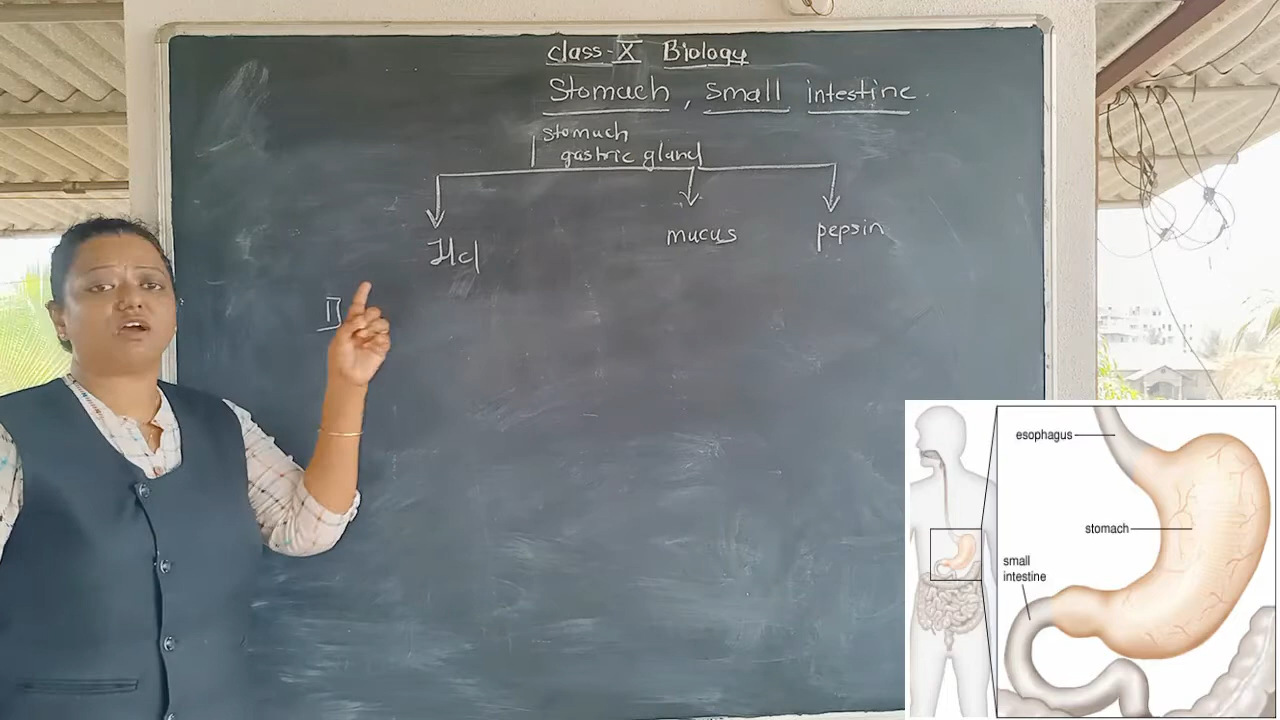 class-X Biology
Stomach, small intestine.
stomach
gastric gland
Hcl
mucus
pepsin
esophagus
stomach
small
intestine